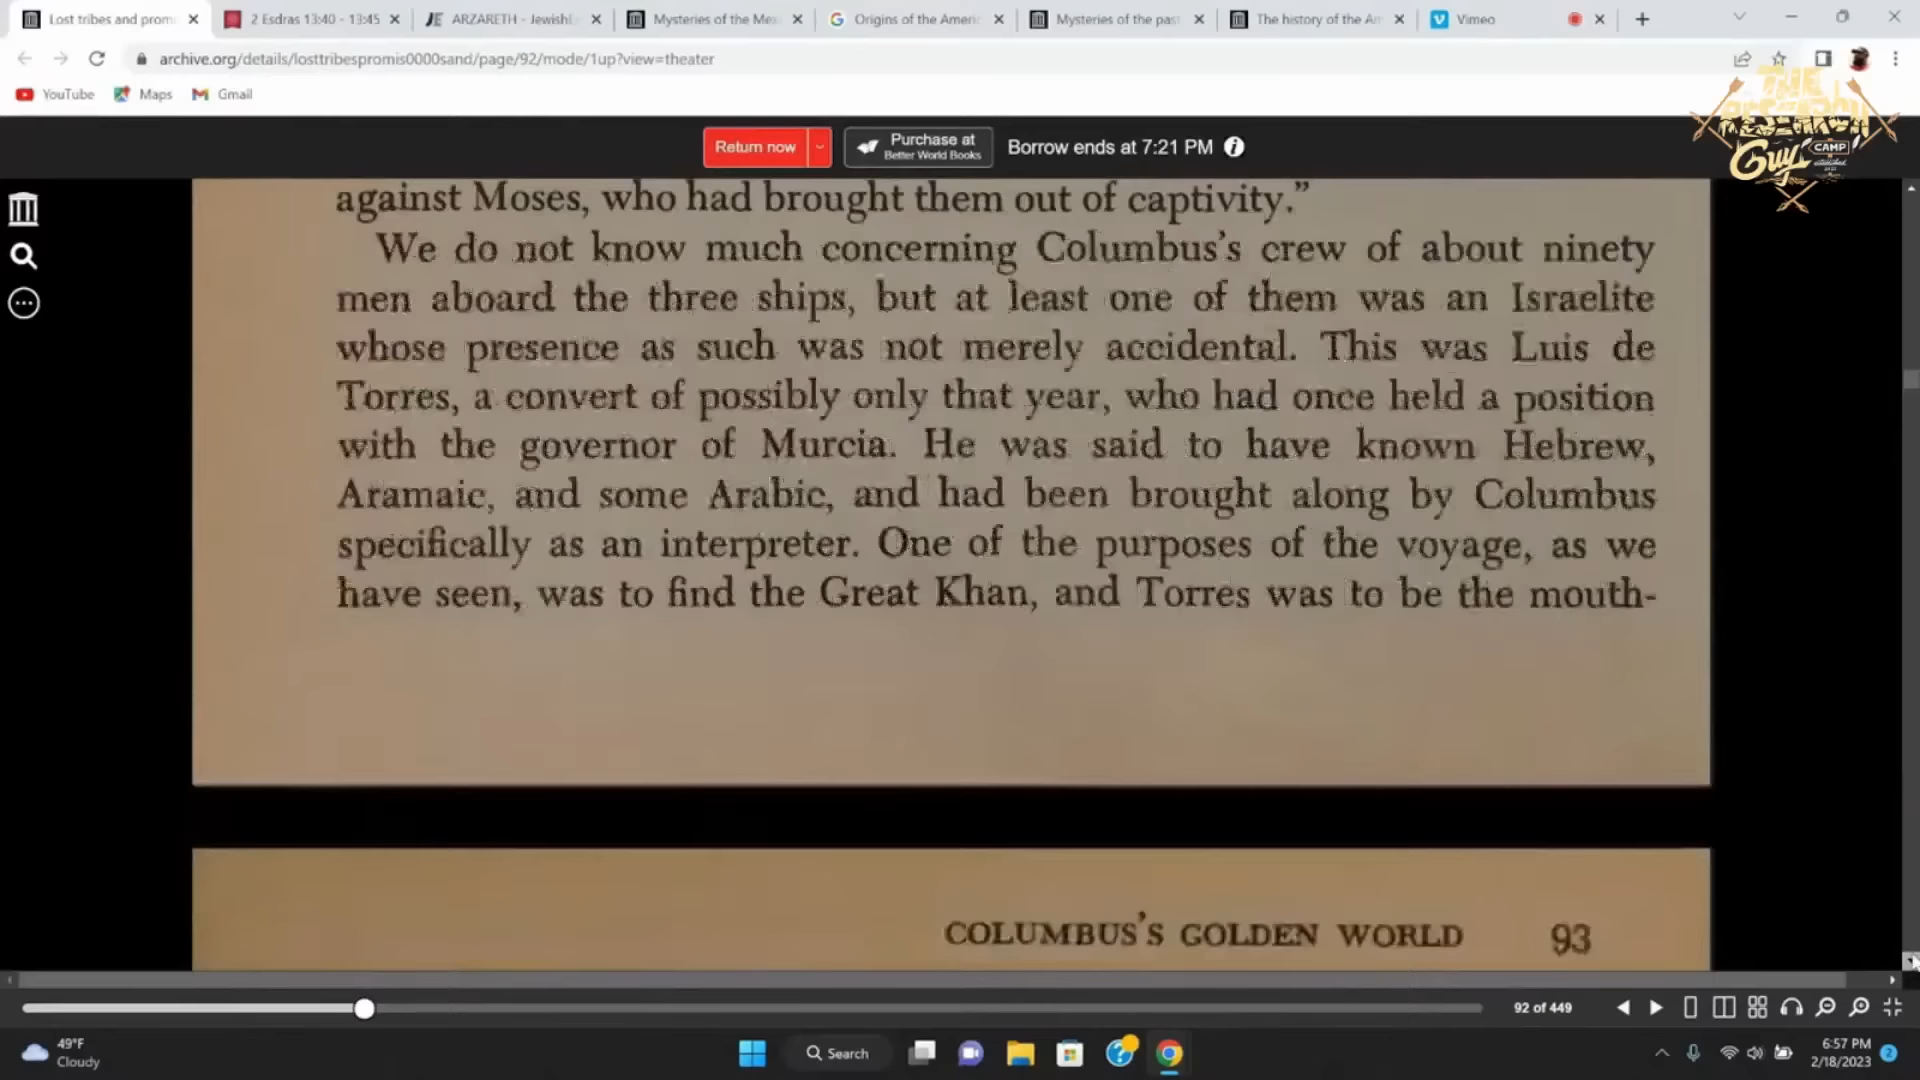 Lost tribes and promi
2 Esdras 13:40 - 13:45
JE ARZARETH - Jewish
Mysteries of the Me
Origins of the Ameri
Mysteries of the past
The history of the Am
Vimeo
archive.org/details/losttribespromis0000sand/page/92/mode/1up?view=theater
YouTube
Maps
Gmail
THE
RESEARCH
Guy
CAMP
Return now
Purchase at
Better World Books
Borrow ends at 7:21 PM
against Moses, who had brought them out of captivity.”
We do not know much concerning Columbus’s crew of about ninety
men aboard the three ships, but at least one of them was an Israelite
whose presence as such was not merely accidental. This was Luis de
Torres, a convert of possibly only that year, who had once held a position
with the governor of Murcia. He was said to have known Hebrew,
Aramaic, and some Arabic, and had been brought along by Columbus
specifically as an interpreter. One of the purposes of the voyage, as we
have seen, was to find the Great Khan, and Torres was to be the mouth-
COLUMBUS’S GOLDEN WORLD 93
92 of 449
49°F
Cloudy
Search
6:57 PM
2/18/2023
2